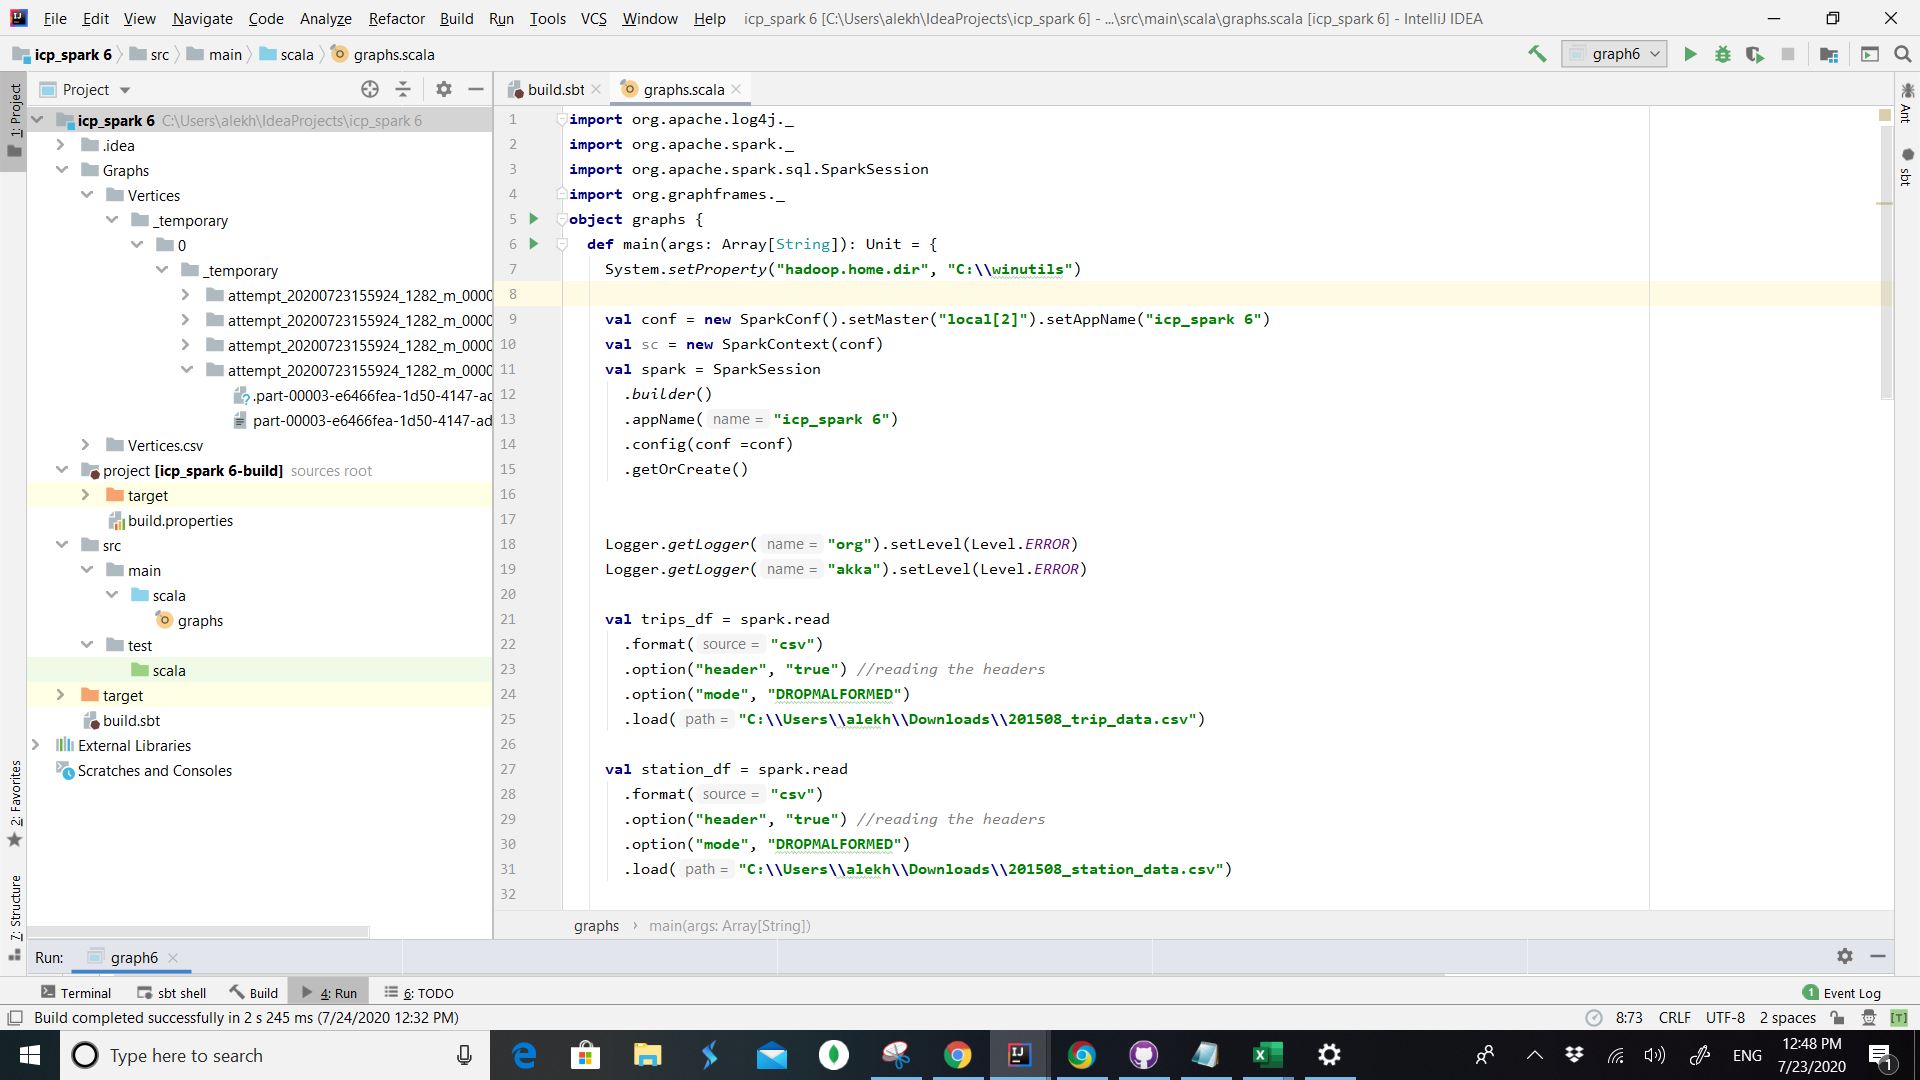 File Edit View Navigate Code Analyze Refactor Build Run Tools VCS Window Help icp_spark 6 [C:\Users\alekh\IdeaProjects\icp_spark 6] - ...\src\main\scala\graphs.scala [icp_spark 6] - IntelliJ IDEA
icp_spark 6 src main scala graphs.scala graph6
1: Project
Project
icp_spark 6 C:\Users\alekh\IdeaProjects\icp_spark 6
.idea
Graphs
Vertices
_temporary
0
_temporary
attempt_20200723155924_1282_m_0000
attempt_20200723155924_1282_m_0000
attempt_20200723155924_1282_m_0000
attempt_20200723155924_1282_m_0000
.part-00003-e6466fea-1d50-4147-ad
part-00003-e6466fea-1d50-4147-ad
Vertices.csv
project [icp_spark 6-build] sources root
target
build.properties
src
main
scala
graphs
test
scala
target
build.sbt
External Libraries
Scratches and Consoles
2: Favorites
7: Structure
build.sbt graphs.scala
1 import org.apache.log4j._
2 import org.apache.spark._
3 import org.apache.spark.sql.SparkSession
4 import org.graphframes._
5 object graphs {
6 def main(args: Array[String]): Unit = {
7 System.setProperty("hadoop.home.dir", "C:\\winutils")
8
9 val conf = new SparkConf().setMaster("local[2]").setAppName("icp_spark 6")
10 val sc = new SparkContext(conf)
11 val spark = SparkSession
12 .builder()
13 .appName( name = "icp_spark 6")
14 .config(conf =conf)
15 .getOrCreate()
16
17
18 Logger.getLogger( name = "org").setLevel(Level.ERROR)
19 Logger.getLogger( name = "akka").setLevel(Level.ERROR)
20
21 val trips_df = spark.read
22 .format( source = "csv")
23 .option("header", "true") //reading the headers
24 .option("mode", "DROPMALFORMED")
25 .load( path = "C:\\Users\\alekh\\Downloads\\201508_trip_data.csv")
26
27 val station_df = spark.read
28 .format( source = "csv")
29 .option("header", "true") //reading the headers
30 .option("mode", "DROPMALFORMED")
31 .load( path = "C:\\Users\\alekh\\Downloads\\201508_station_data.csv")
32
graphs › main(args: Array[String])
Ant
sbt
Run: graph6
Terminal sbt shell Build 4: Run 6: TODO 1 Event Log
Build completed successfully in 2 s 245 ms (7/24/2020 12:32 PM) 8:73 CRLF UTF-8 2 spaces [T]
Type here to search IJ ENG 12:48 PM
7/23/2020 1